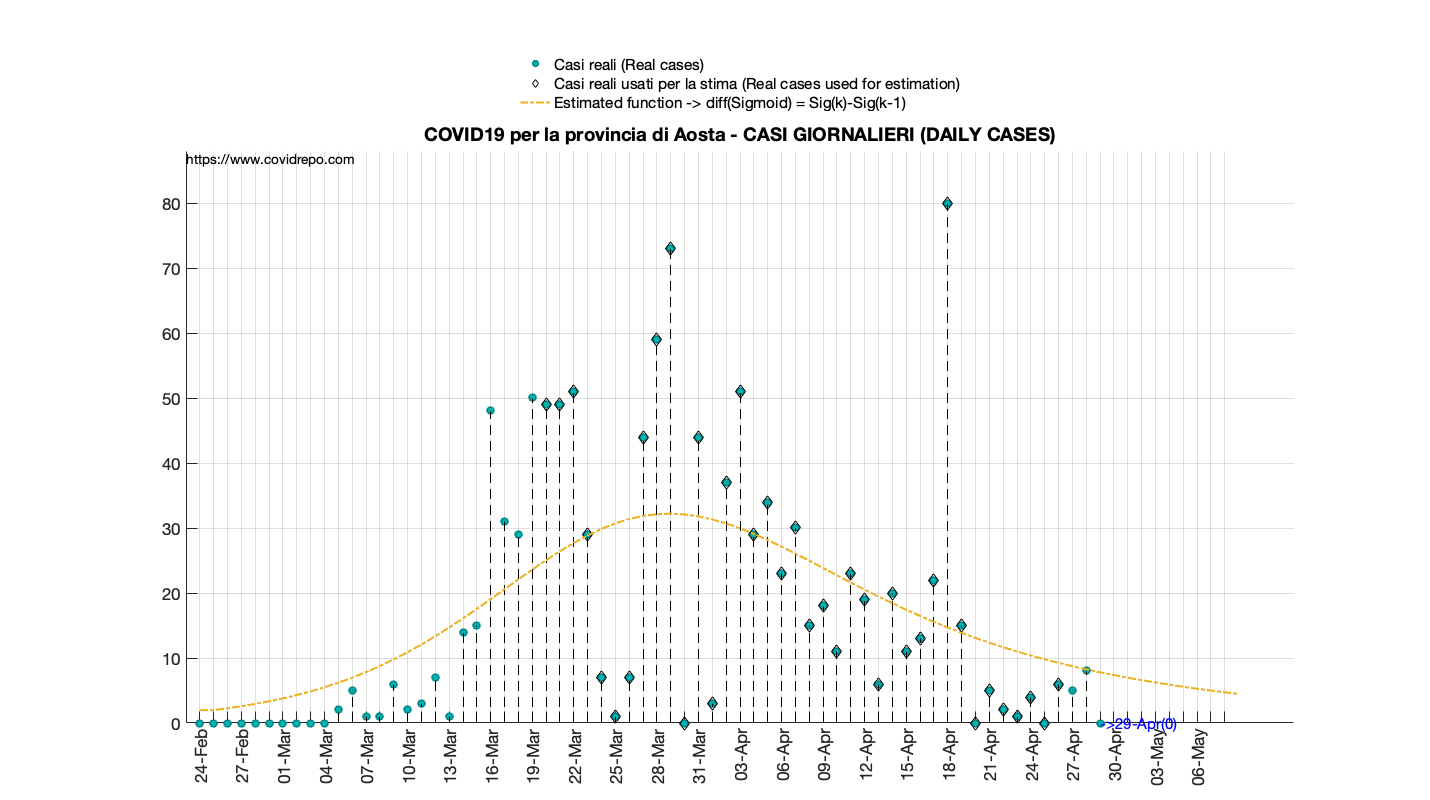 Casi reali (Real cases)
Casi reali usati per la stima (Real cases used for estimation)
Estimated function -> diff(Sigmoid) = Sig(k)-Sig(k-1)
COVID19 per la provincia di Aosta - CASI GIORNALIERI (DAILY CASES)
https://www.covidrepo.com
80
70
60
50
40
30
20
10
0
->29-Apr(0)
24-Feb
27-Feb
01-Mar
04-Mar
07-Mar
10-Mar
13-Mar
16-Mar
19-Mar
22-Mar
25-Mar
28-Mar
31-Mar
03-Apr
06-Apr
09-Apr
12-Apr
15-Apr
18-Apr
21-Apr
24-Apr
27-Apr
30-Apr
03-May
06-May